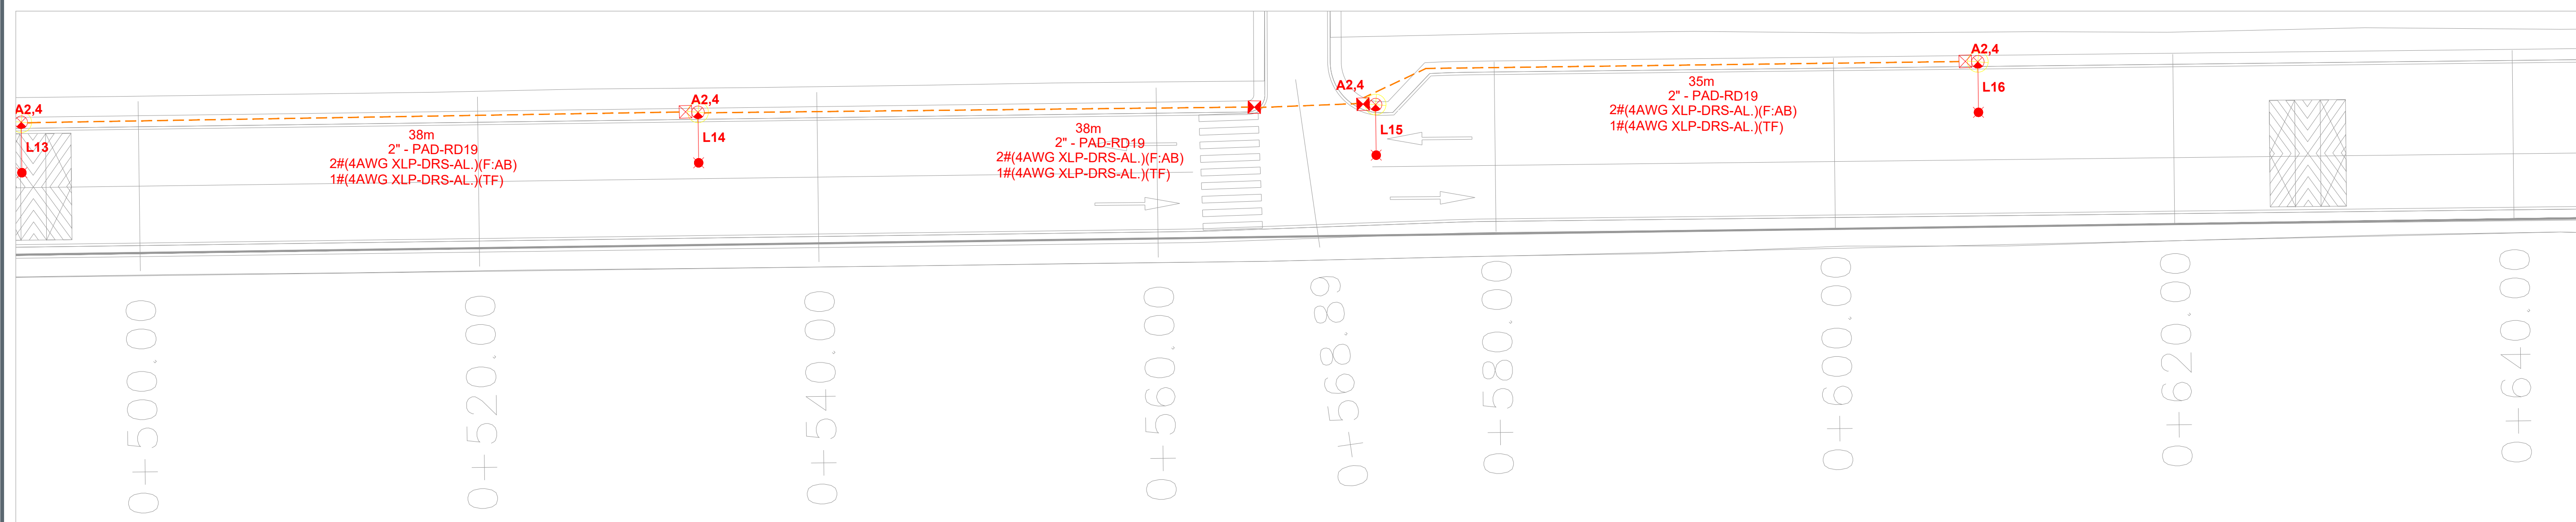 A2,4
L13
38m
2" - PAD-RD19
2#(4AWG XLP-DRS-AL.)(F:AB)
1#(4AWG XLP-DRS-AL.)(TF)
A2,4
L14
38m
2" - PAD-RD19
2#(4AWG XLP-DRS-AL.)(F:AB)
1#(4AWG XLP-DRS-AL.)(TF)
A2,4
L15
35m
2" - PAD-RD19
2#(4AWG XLP-DRS-AL.)(F:AB)
1#(4AWG XLP-DRS-AL.)(TF)
A2,4
L16
0+500.00
0+520.00
0+540.00
0+560.00
0+568.89
0+580.00
0+600.00
0+620.00
0+640.00